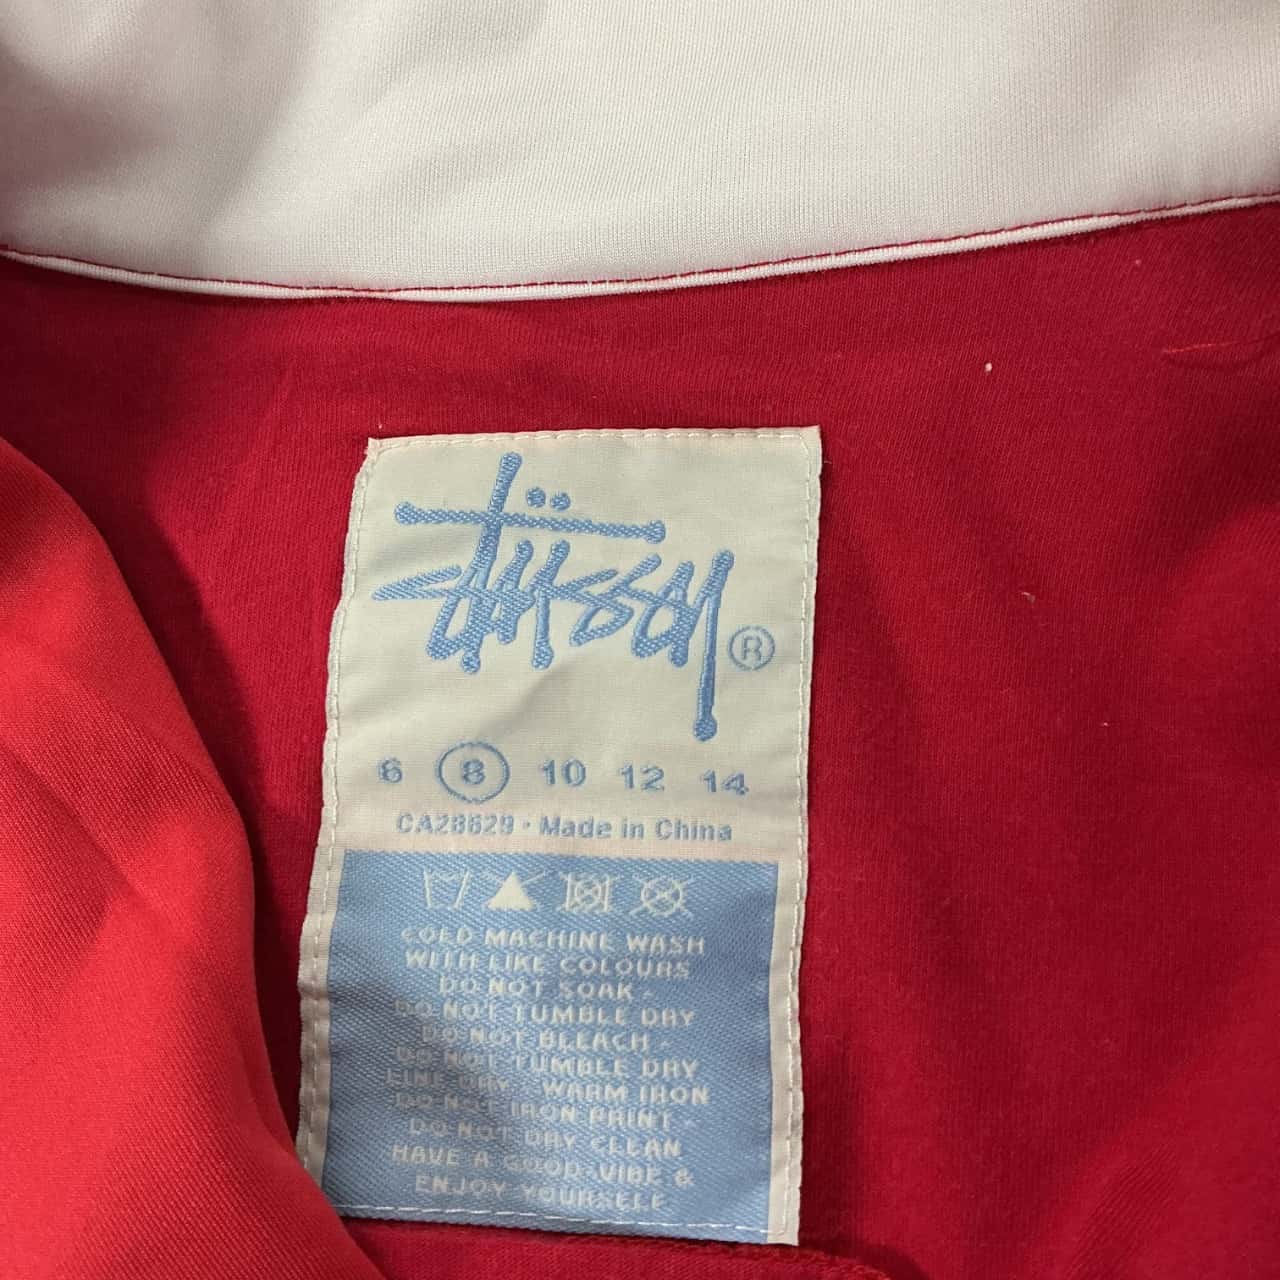 Stüssy ®
6 8 10 12 14
CA28629 · Made in China
COLD MACHINE WASH
WITH LIKE COLOURS
DO NOT SOAK -
DO NOT TUMBLE DRY
DO NOT BLEACH -
DO NOT TUMBLE DRY
LINE DRY - WARM IRON
DO NOT IRON PRINT -
DO NOT DRY CLEAN
HAVE A GOOD VIBE &
ENJOY YOURSELF